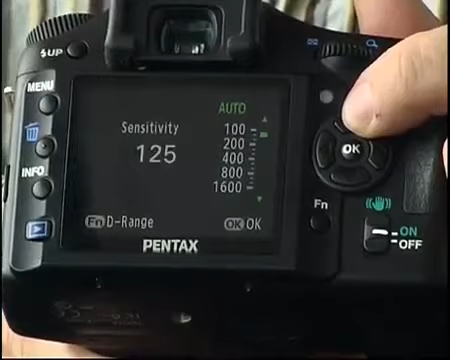 UP
MENU
INFO
AUTO
Sensitivity
125
100
200
400
800
1600
Fn D-Range
OK OK
PENTAX
OK
Fn
ON
OFF